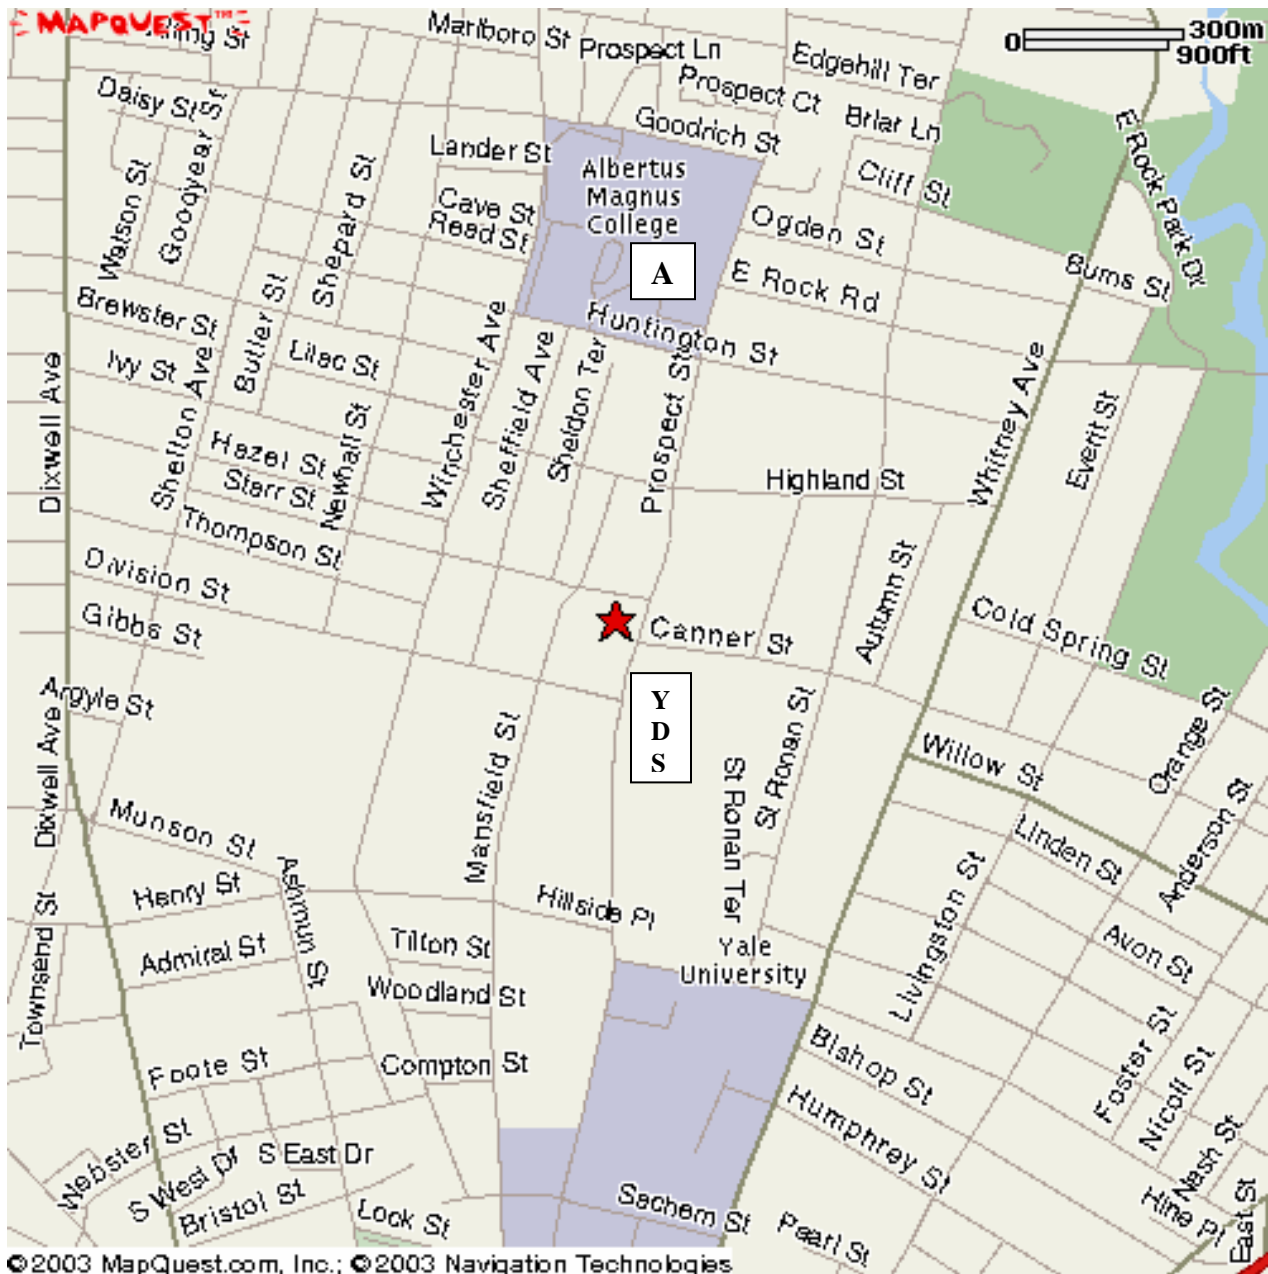 MAPQUEST™
Marlboro St
Prospect Ln
0
300m
900ft
Edgehill Ter
Prospect Ct
Daisy St
Goodyear St
Goodrich St
Briar Ln
E Rock Park Dr
Lander St
Albertus
Magnus
College
Cliff St
Watson St
Shepard St
Cave St
Read St
Ogden St
A
E Rock Rd
Burns St
Brewster St
Butler St
Huntington St
Ivy St
Lilac St
Winchester Ave
Sheffield Ave
Sheldon Ter
Prospect St
Whitney Ave
Dixwell Ave
Shelton Ave
Newhall St
Everit St
Hazel St
Starr St
Highland St
Thompson St
Division St
Autumn St
Gibbs St
Canner St
Cold Spring St
Argyle St
Y
D
S
St Ronan St
Orange St
Dixwell Ave
Mansfield St
St Ronan Ter
Willow St
Munson St
Linden St
Anderson St
Ashmun St
Henry St
Hillside Pl
Livingston St
Townsend St
Admiral St
Tilton St
Yale
University
Avon St
Woodland St
Foote St
Compton St
Bishop St
Foster St
Nicoll St
Humphrey St
Webster St
S East Dr
S West Dr
Nash St
Bristol St
Lock St
Sachem St
Pearl St
Hine Pl
East St
©2003 MapQuest.com, Inc.; ©2003 Navigation Technologies